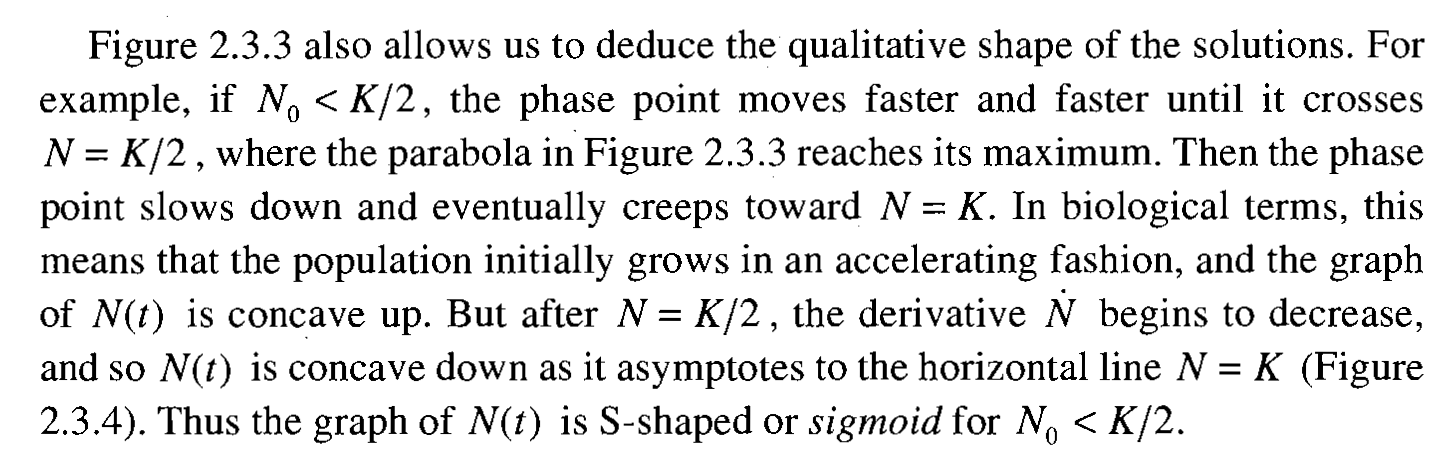 Figure 2.3.3 also allows us to deduce the qualitative shape of the solutions. For
example, if N₀ < K/2, the phase point moves faster and faster until it crosses
N = K/2, where the parabola in Figure 2.3.3 reaches its maximum. Then the phase
point slows down and eventually creeps toward N = K. In biological terms, this
means that the population initially grows in an accelerating fashion, and the graph
of N(t) is concave up. But after N = K/2, the derivative Ṅ begins to decrease,
and so N(t) is concave down as it asymptotes to the horizontal line N = K (Figure
2.3.4). Thus the graph of N(t) is S-shaped or sigmoid for N₀ < K/2.